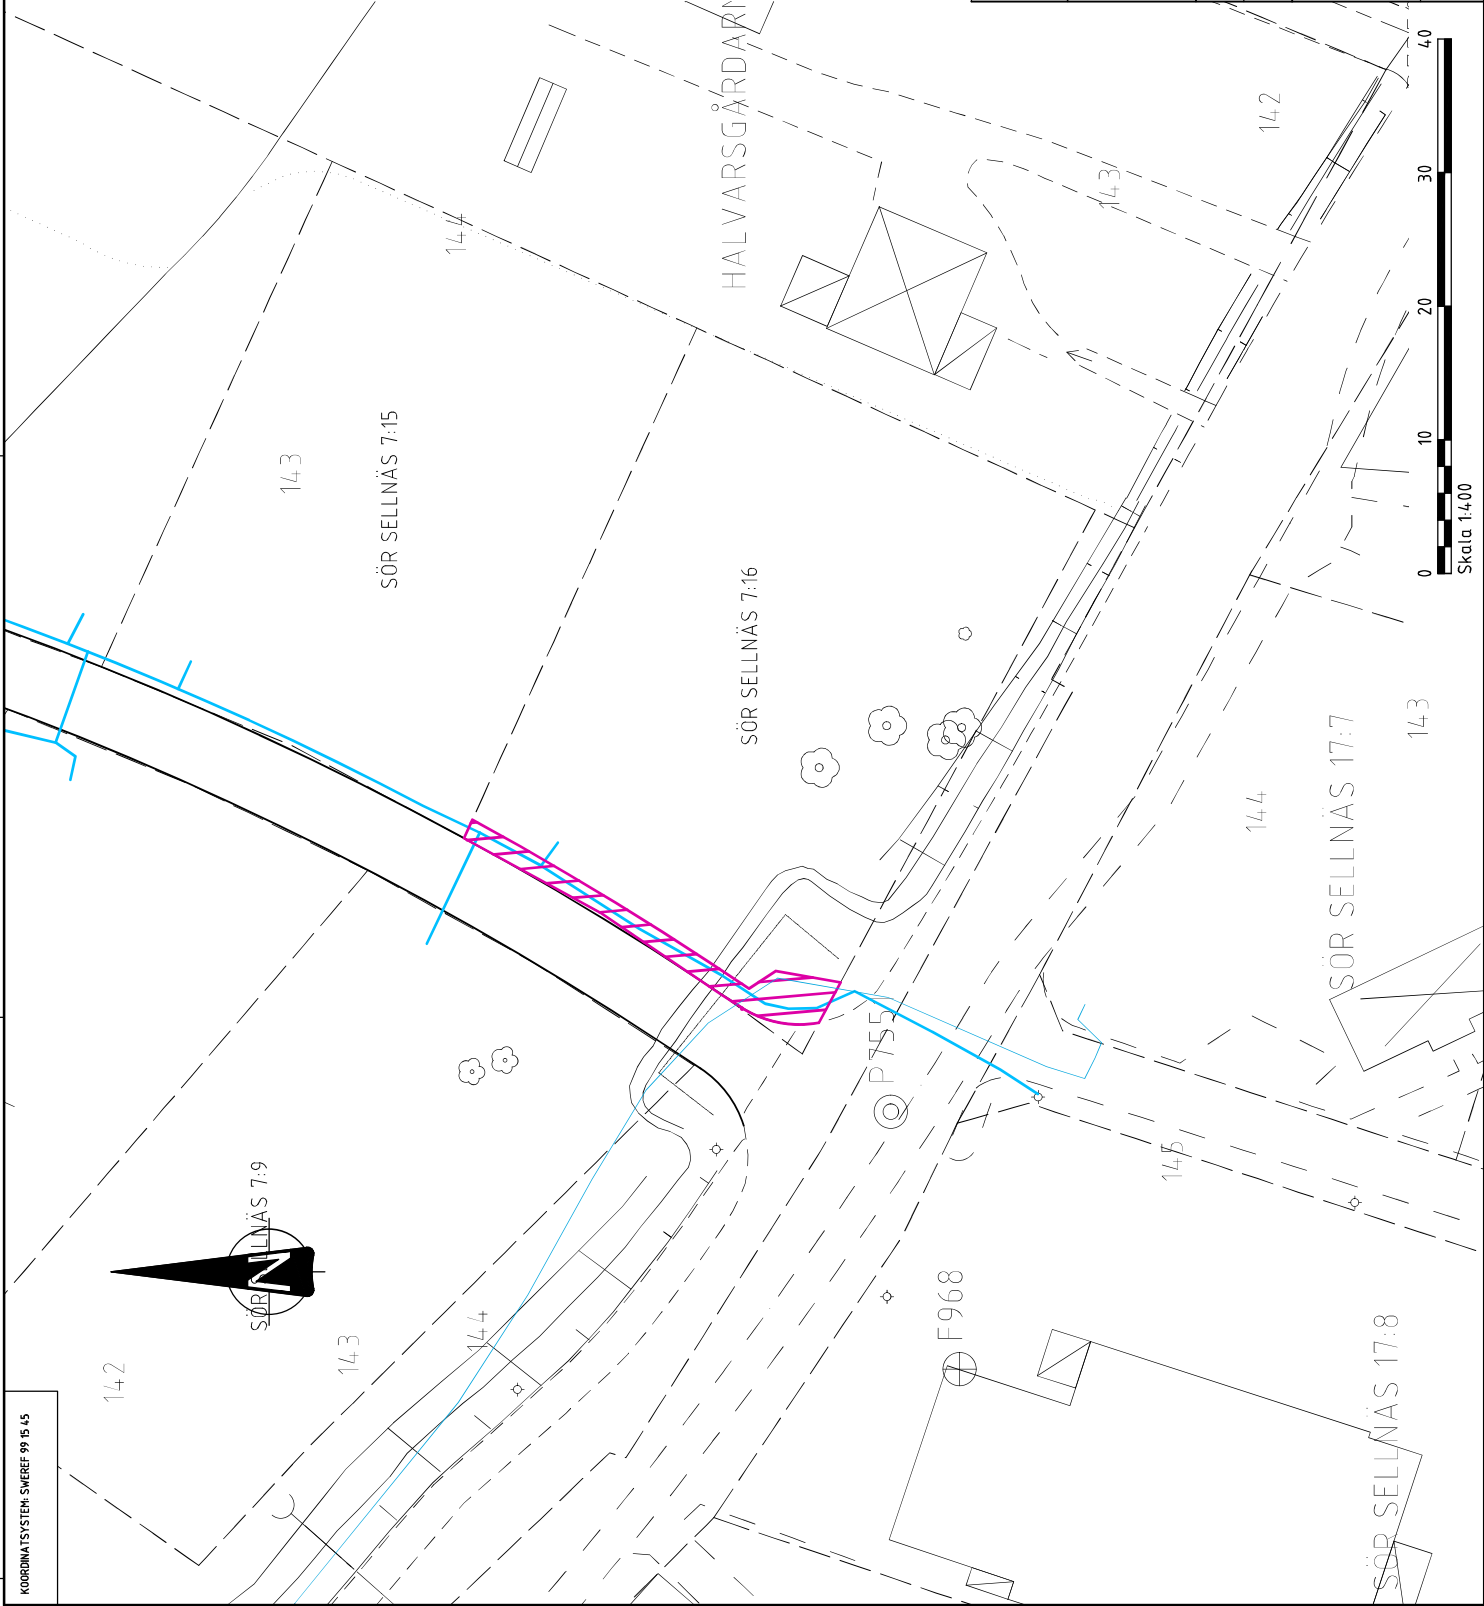 HALVARSGÅRDARN
142
143
144
143
SÖR SELLNÄS 7:15
SÖR SELLNÄS 7:16
SÖR SELLNÄS 7:9
N
142
143
144
P755
F968
145
144
143
SÖR SELLNÄS 17:7
SÖR SELLNÄS 17:8
0 10 20 30 40
Skala 1:400
KOORDINATSYSTEM: SWEREF 99 15 45